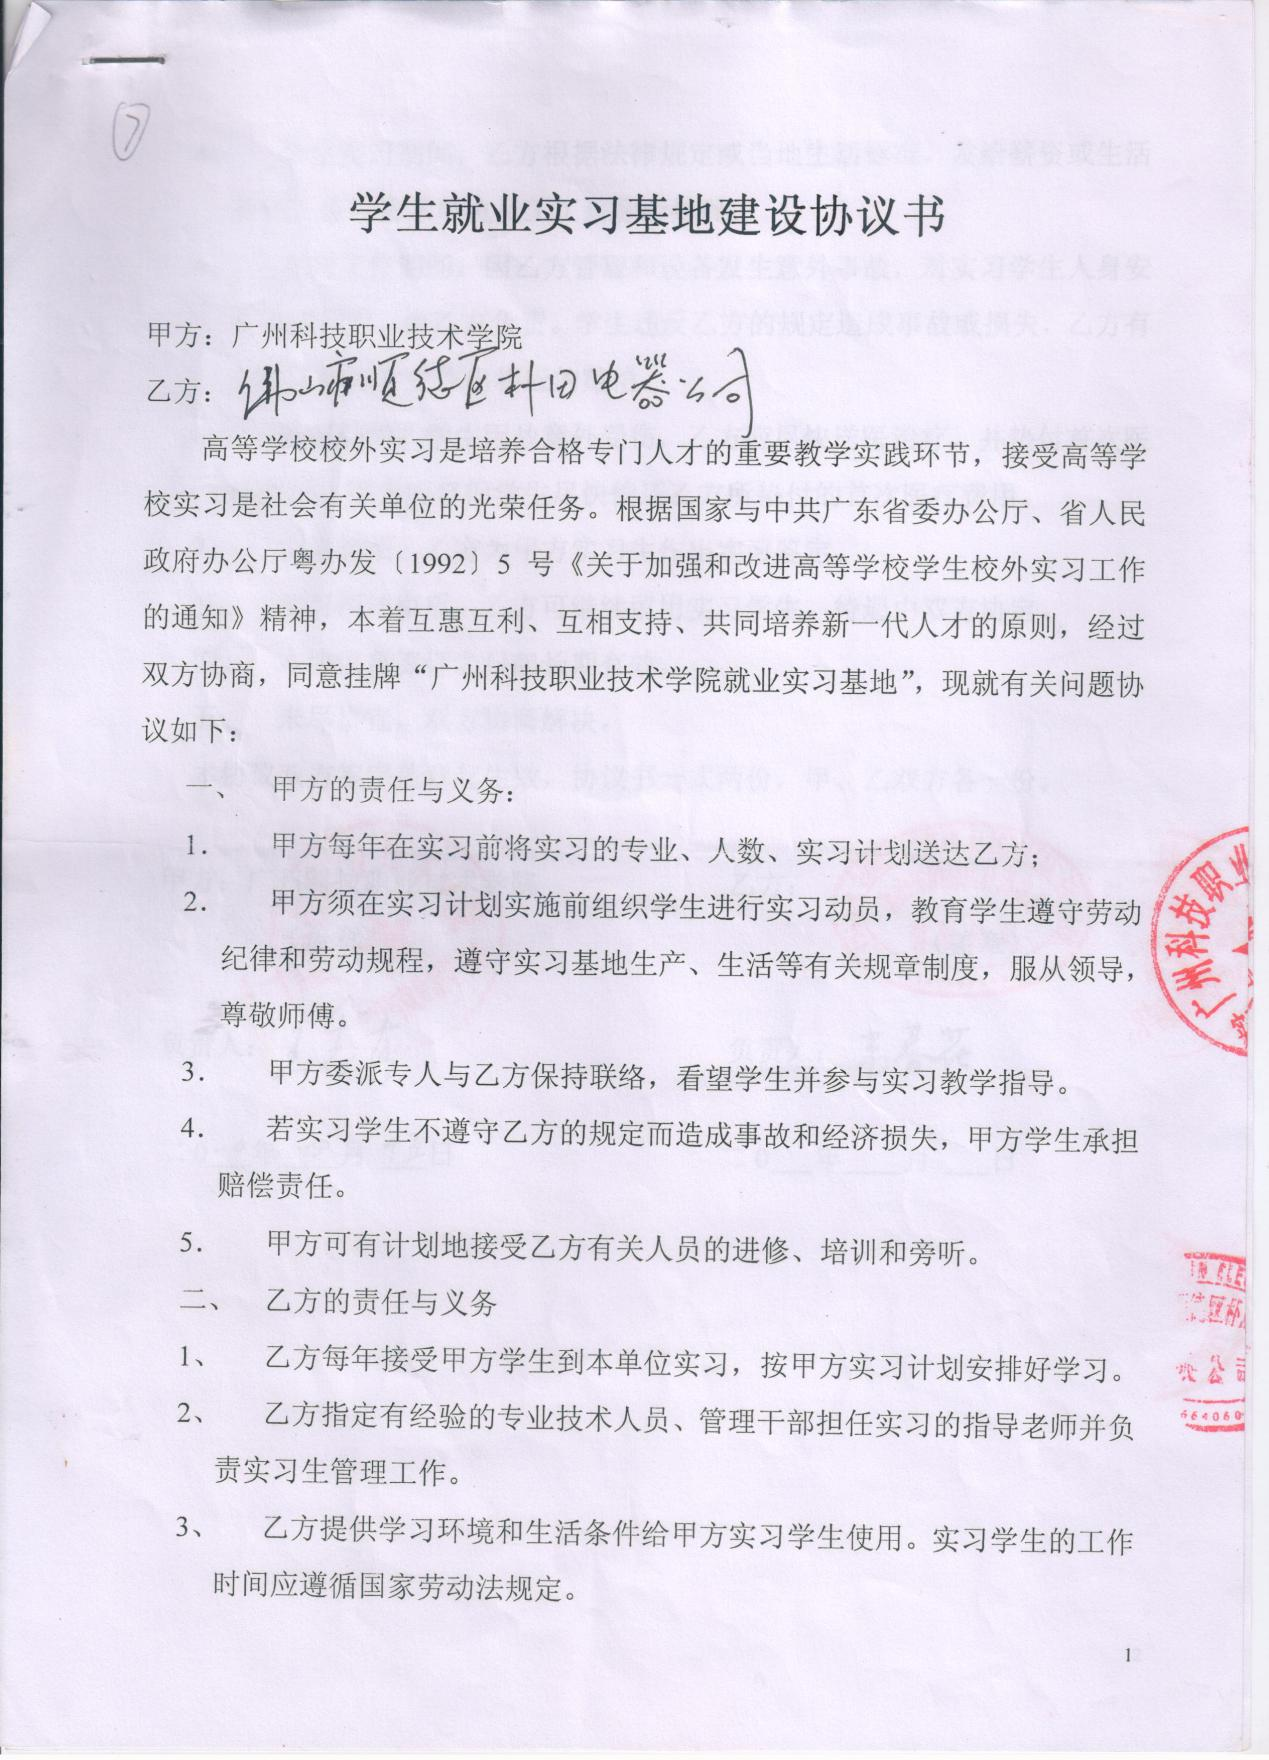 ⑦
学生就业实习基地建设协议书
甲方：广州科技职业技术学院
乙方：佛山市顺德区朴田电器公司
高等学校校外实习是培养合格专门人才的重要教学实践环节，接受高等学
校实习是社会有关单位的光荣任务。根据国家与中共广东省委办公厅、省人民
政府办公厅粤办发〔1992〕5 号《关于加强和改进高等学校学生校外实习工作
的通知》精神，本着互惠互利、互相支持、共同培养新一代人才的原则，经过
双方协商，同意挂牌“广州科技职业技术学院就业实习基地”，现就有关问题协
议如下：
一、 甲方的责任与义务：
1. 甲方每年在实习前将实习的专业、人数、实习计划送达乙方；
2. 甲方须在实习计划实施前组织学生进行实习动员，教育学生遵守劳动
纪律和劳动规程，遵守实习基地生产、生活等有关规章制度，服从领导，
尊敬师傅。
3. 甲方委派专人与乙方保持联络，看望学生并参与实习教学指导。
4. 若实习学生不遵守乙方的规定而造成事故和经济损失，甲方学生承担
赔偿责任。
5. 甲方可有计划地接受乙方有关人员的进修、培训和旁听。
二、 乙方的责任与义务
1、 乙方每年接受甲方学生到本单位实习，按甲方实习计划安排好学习。
2、 乙方指定有经验的专业技术人员、管理干部担任实习的指导老师并负
责实习生管理工作。
3、 乙方提供学习环境和生活条件给甲方实习学生使用。实习学生的工作
时间应遵循国家劳动法规定。
广州科技职业
公司
1